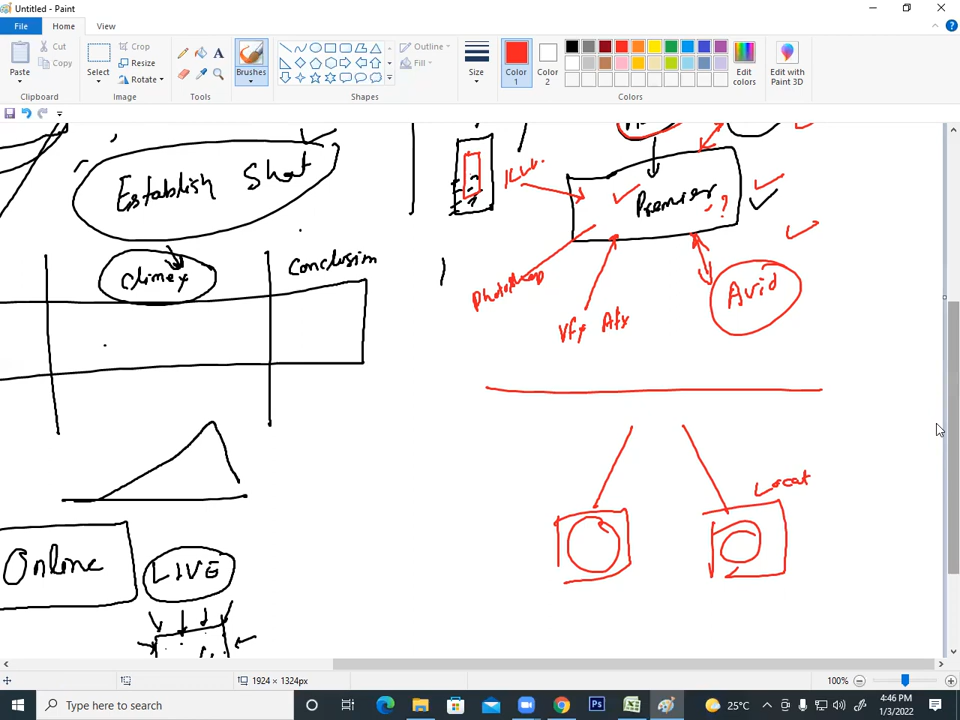 Untitled - Paint
File
Home
View
Paste
Cut
Copy
Clipboard
Select
Crop
Resize
Rotate
Image
Tools
Brushes
Shapes
Outline
Fill
Size
Color
1
Color
2
Edit
colors
Edit with
Paint 3D
Colors
Establish Shot
Climex
Conclusion
Premier
- ?
Photoshop
Vfx Afx
Avid
Online
LIVE
1924 × 1324px
100%
Type here to search
25°C
4:46 PM
1/3/2022